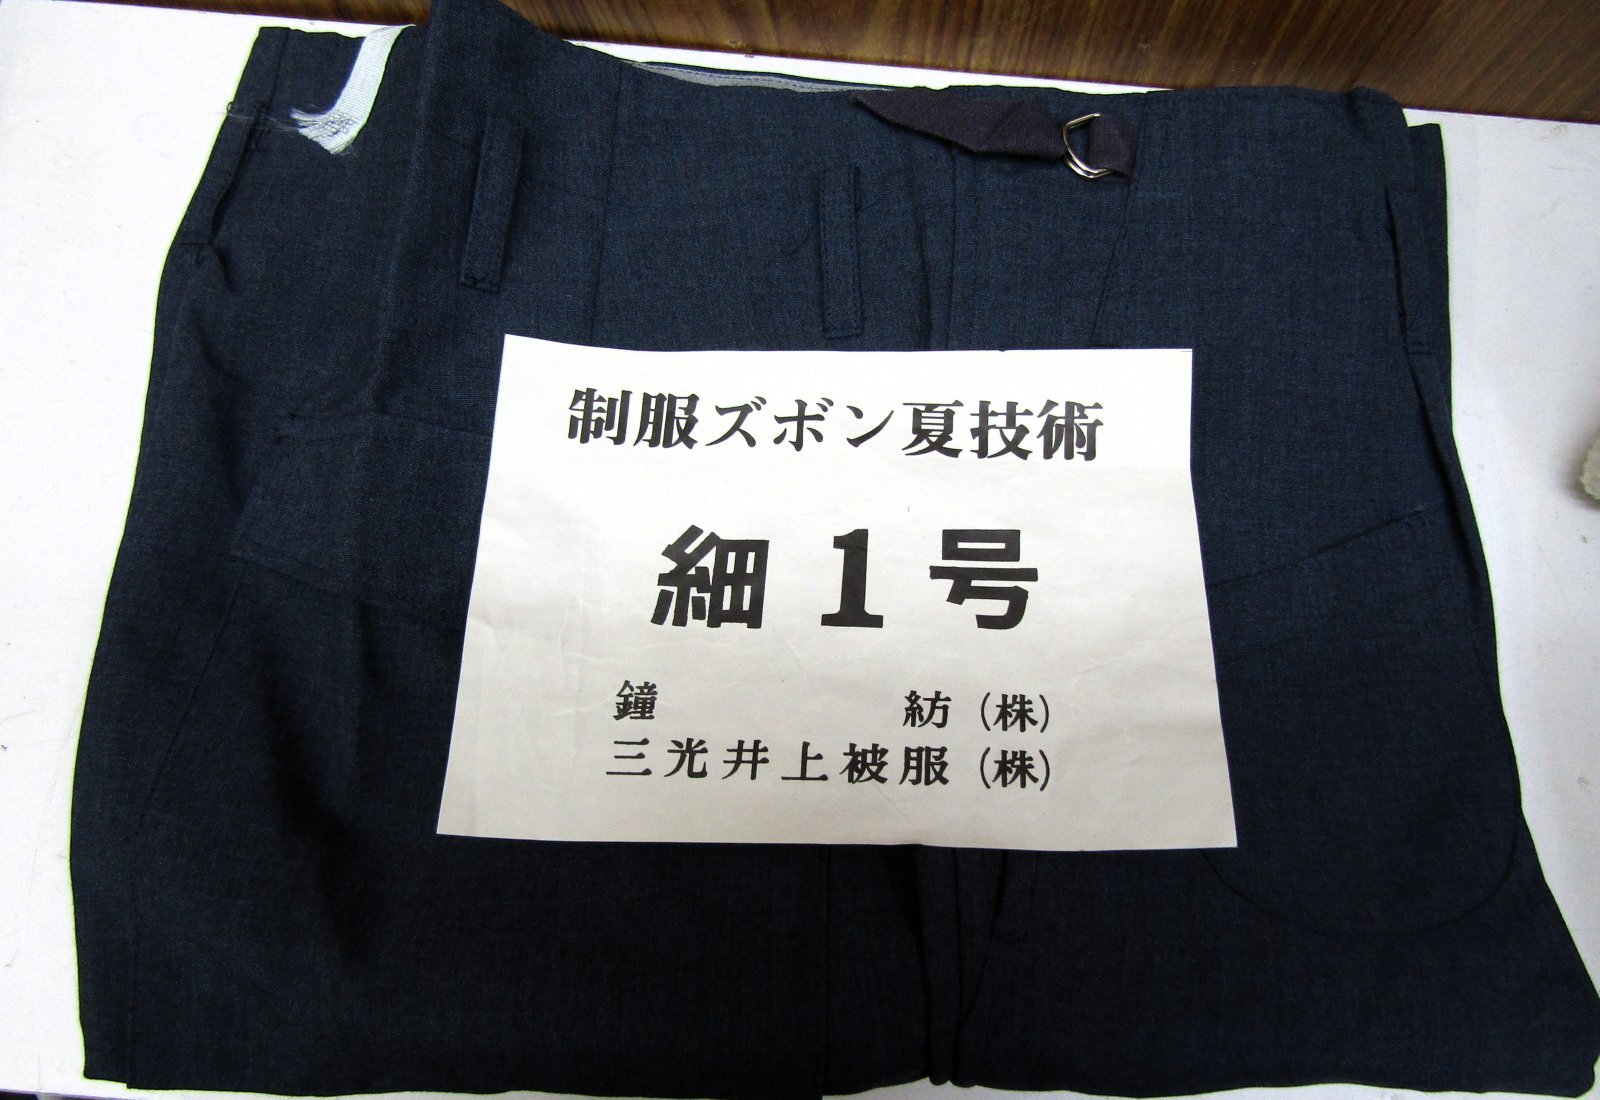 制服ズボン夏技術
細1号
鐘 紡(株)
三光井上被服(株)